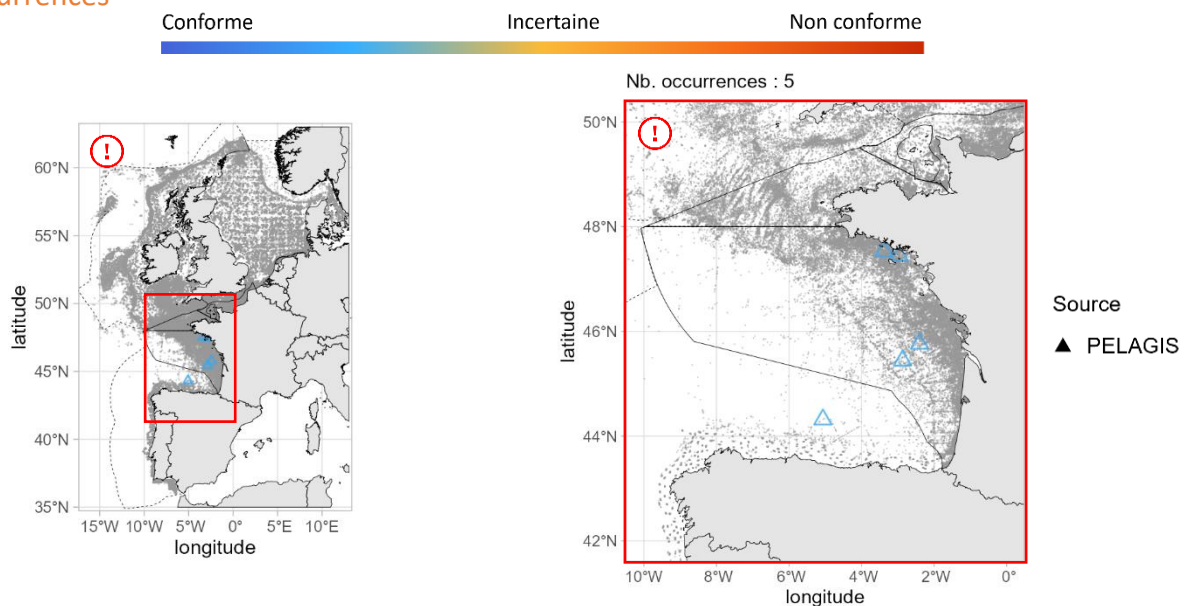 urrences
Conforme Incertaine Non conforme
Nb. occurrences : 5
!
!
60°N
55°N
50°N
45°N
40°N
35°N
latitude
15°W 10°W 5°W 0° 5°E 10°E
longitude
50°N
48°N
46°N
44°N
42°N
latitude
10°W 8°W 6°W 4°W 2°W 0°
longitude
Source
PELAGIS